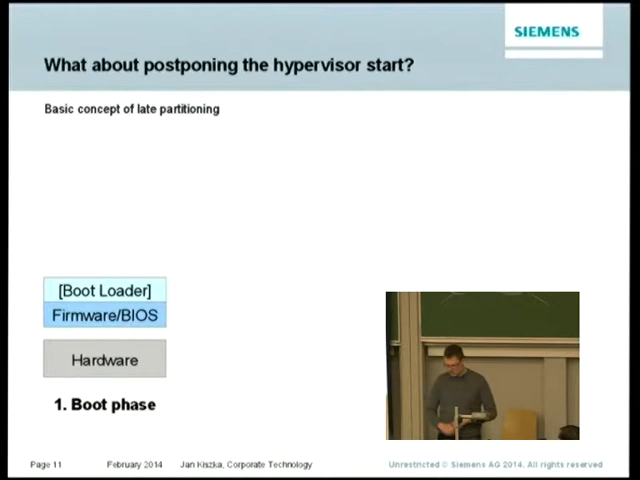 SIEMENS
What about postponing the hypervisor start?
Basic concept of late partitioning
[Boot Loader]
Firmware/BIOS
Hardware
1. Boot phase
Page 11 February 2014 Jan Kiszka, Corporate Technology Unrestricted © Siemens AG 2014. All rights reserved